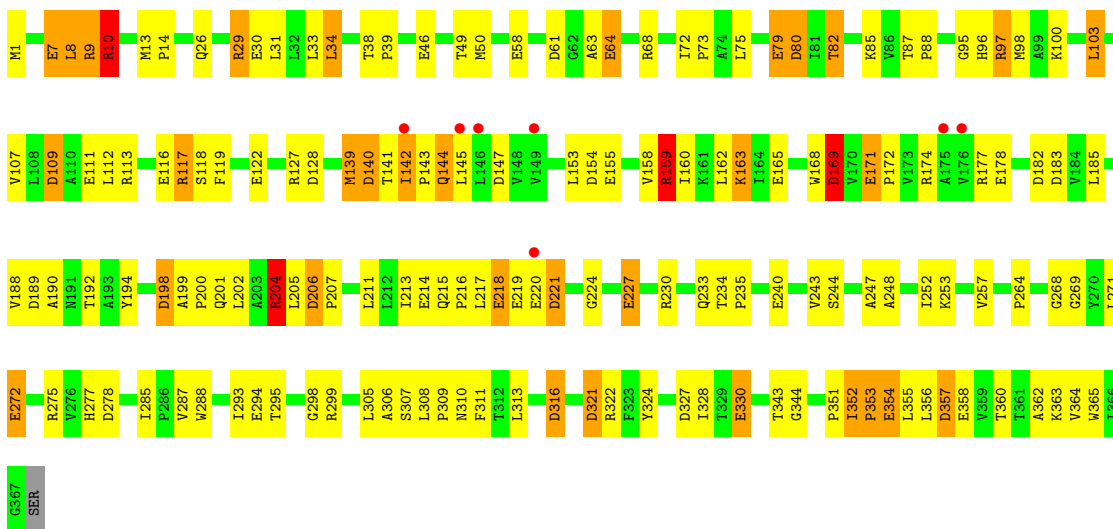 M1 E7 L8 R9 R10 M13 P14 Q26 R29 E30 L31 L32 L33 L34 T38 P39 E46 T49 M50 E58 D61 G62 A63 E64 R68 I72 P73 A74 L75 E79 D80 I81 T82 K85 V86 T87 P88 G95 H96 R97 M98 A99 K100 L103
V107 L108 D109 A110 E111 L112 R113 E116 R117 S118 F119 E122 R127 D128 M139 D140 T141 I142 P143 Q144 L145 L146 D147 V148 V149 L153 D154 E155 V158 R159 I160 K161 L162 K163 I164 E165 W168 D169 V170 E171 P172 V173 R174 A175 V176 R177 E178 D182 D183 V184 L185
V188 D189 A190 N191 T192 A193 Y194 D198 A199 P200 Q201 L202 A203 R204 L205 D206 P207 L211 L212 I213 E214 Q215 P216 L217 E218 E219 E220 D221 G224 E227 R230 Q233 T234 P235 E240 V243 S244 A247 A248 I252 K253 V257 P264 G268 G269 Y270 L271
E272 R275 V276 H277 D278 I285 P286 V287 W288 I293 E294 T295 G298 R299 L305 A306 S307 L308 P309 N310 F311 T312 L313 D316 D321 R322 F323 Y324 D327 I328 T329 E330 T343 G344 P351 I352 P353 E354 L355 L356 D357 E358 V359 T360 T361 A362 K363 V364 W365 I366
G367 SER